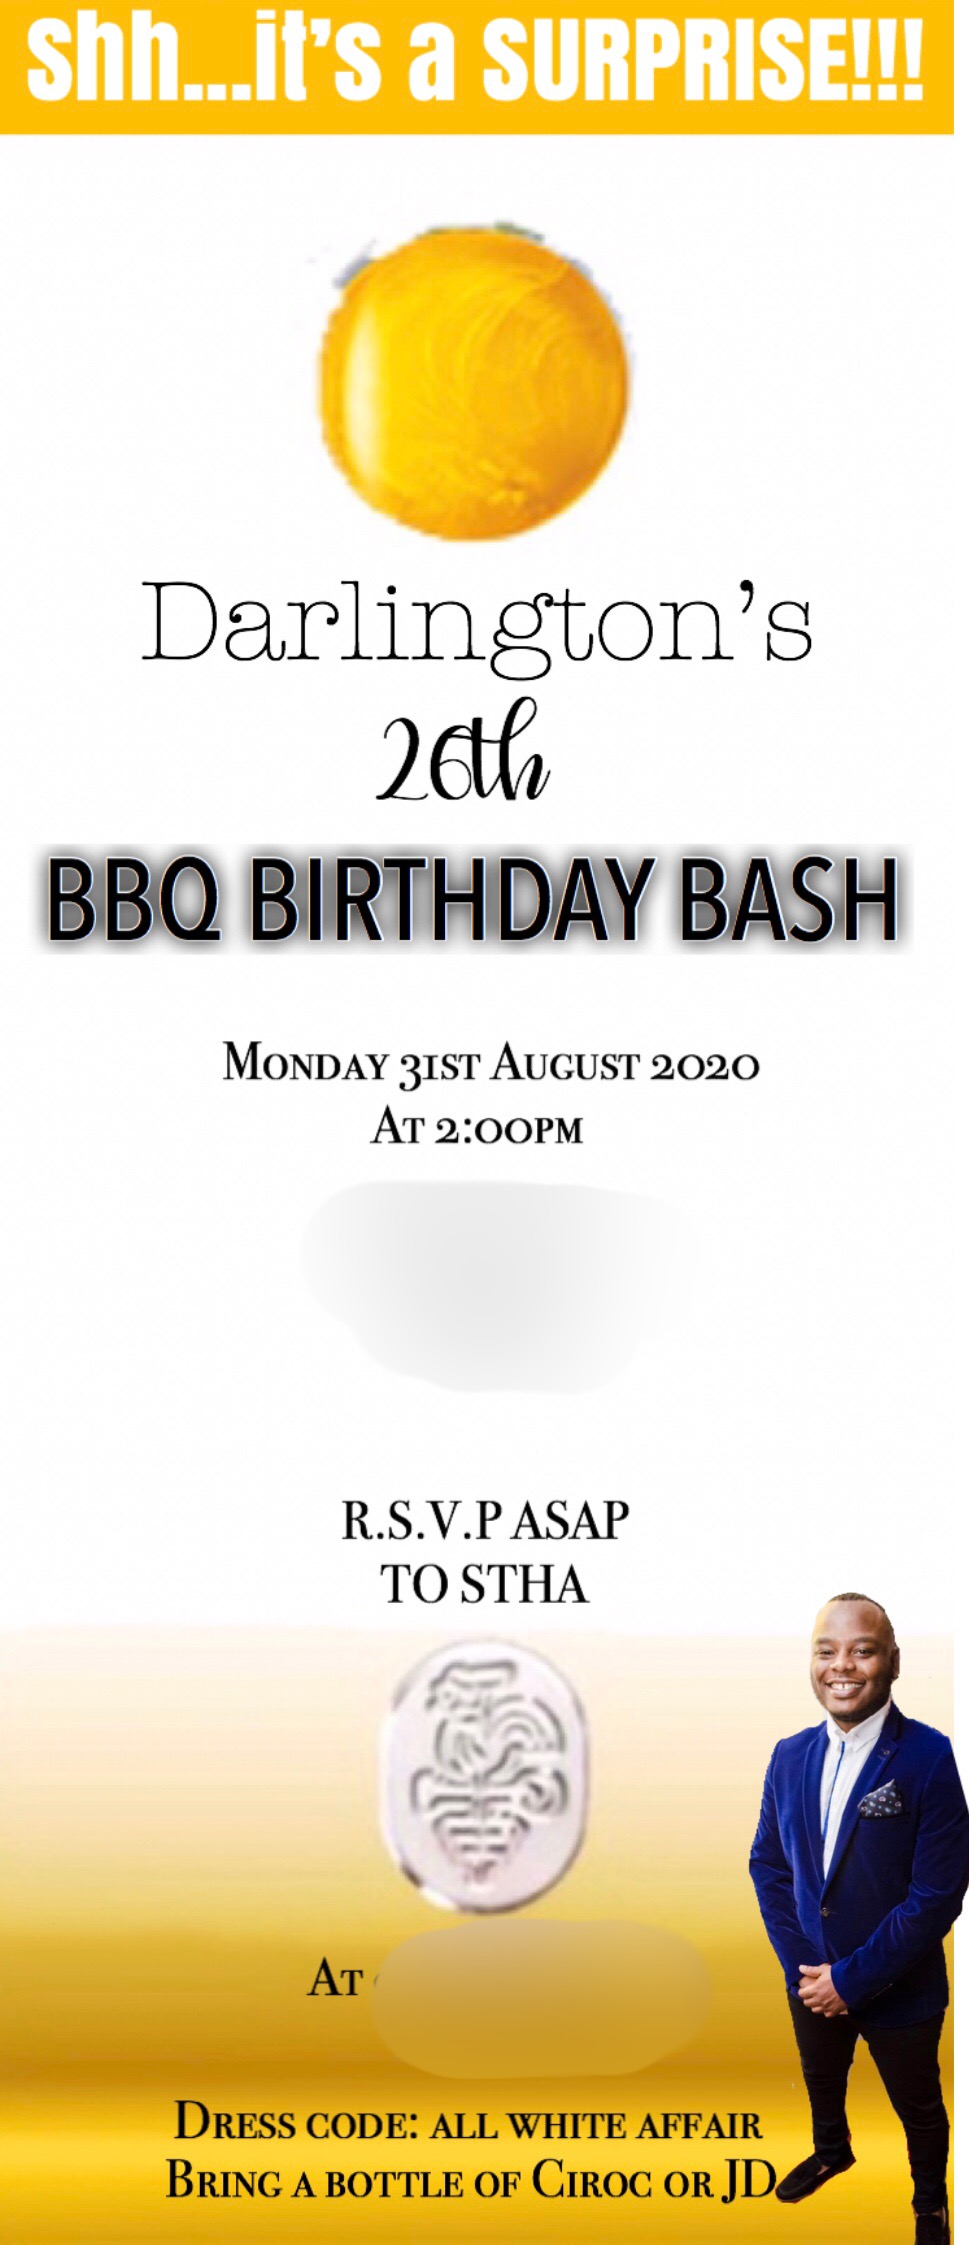 Shh...it's a SURPRISE!!!
Darlington's
26th
BBQ BIRTHDAY BASH
Monday 31st August 2020
At 2:00pm
R.S.V.P ASAP
TO STHA
At
Dress code: all white affair
Bring a bottle of Ciroc or JD